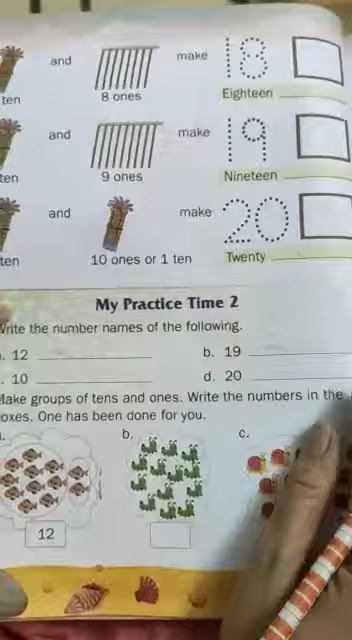 and make 18
ten 8 ones Eighteen
and make 19
ten 9 ones Nineteen
and make 20
ten 10 ones or 1 ten Twenty
My Practice Time 2
Write the number names of the following.
. 12 b. 19
. 10 d. 20
Make groups of tens and ones. Write the numbers in the
oxes. One has been done for you.
b. c.
12